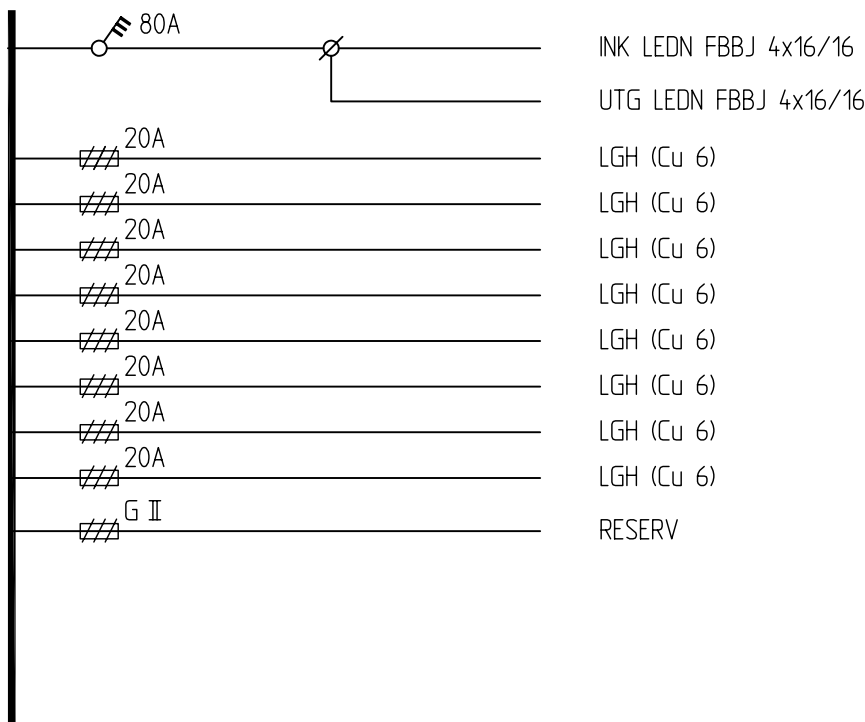 80A INK LEDN FBBJ 4x16/16
UTG LEDN FBBJ 4x16/16
20A LGH (Cu 6)
20A LGH (Cu 6)
20A LGH (Cu 6)
20A LGH (Cu 6)
20A LGH (Cu 6)
20A LGH (Cu 6)
20A LGH (Cu 6)
20A LGH (Cu 6)
G II RESERV